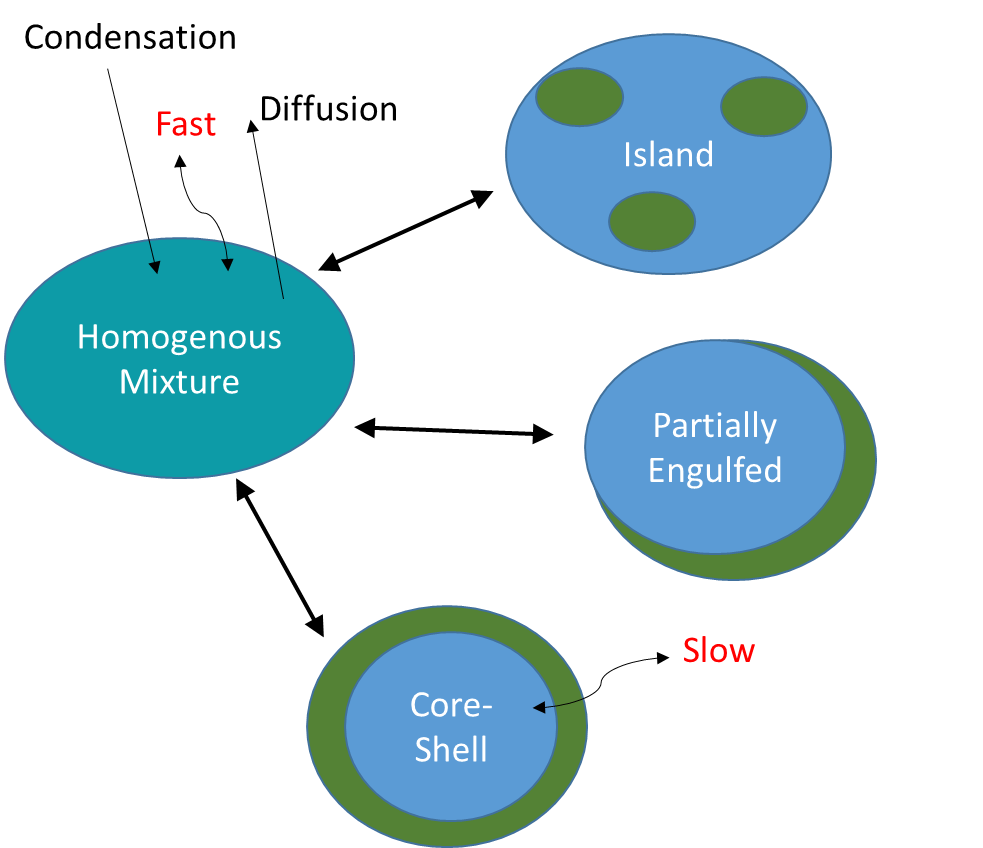 Condensation
Fast
Diffusion
Island
Homogenous
Mixture
Partially
Engulfed
Slow
Core-
Shell